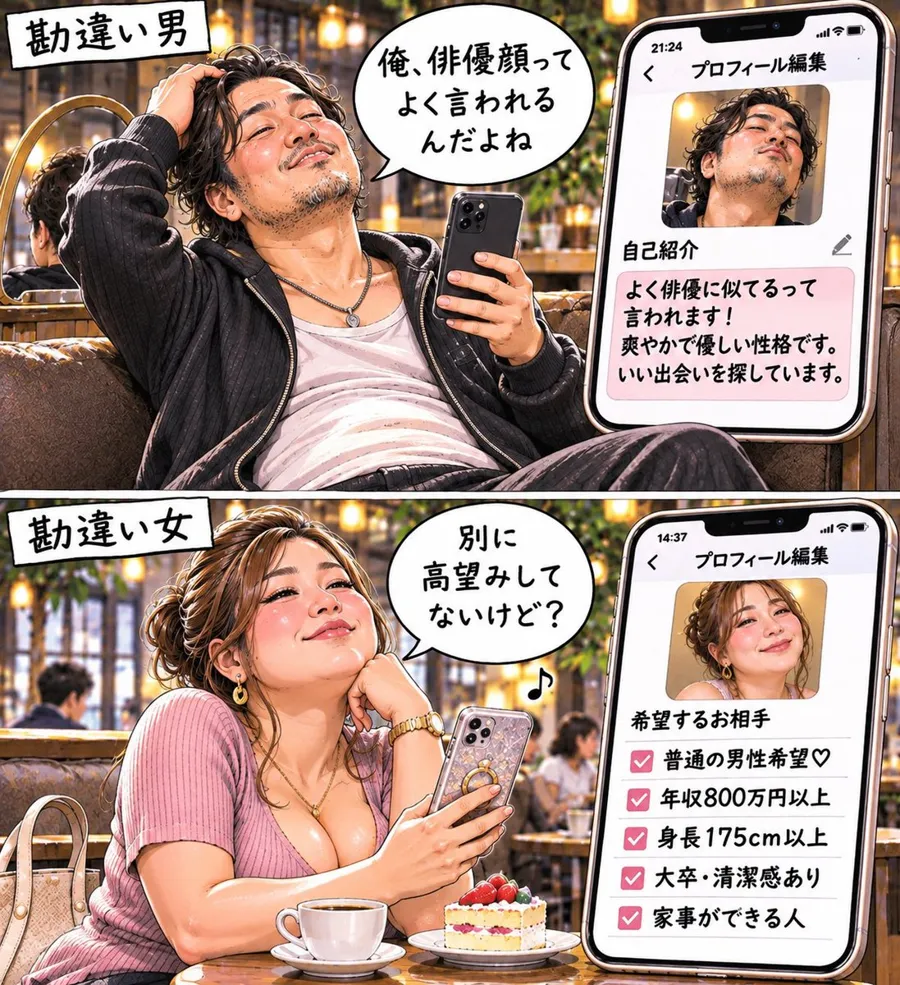 勘違い男
俺、俳優顔って
よく言われる
んだよね
21:24
プロフィール編集
自己紹介
よく俳優に似てるって
言われます！
爽やかで優しい性格です。
いい出会いを探しています。
勘違い女
別に
高望みして
ないけど？
14:37
プロフィール編集
希望するお相手
普通の男性希望♡
年収800万円以上
身長175cm以上
大卒・清潔感あり
家事ができる人